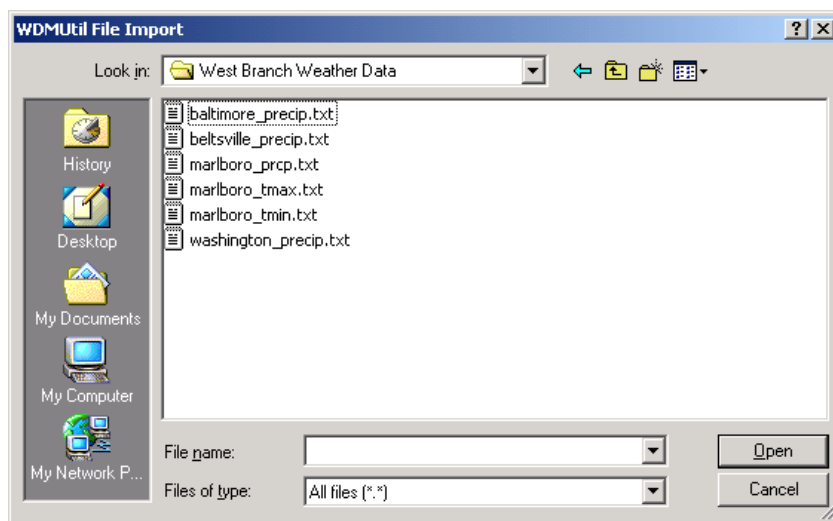 WDMUtil File Import
Look in: West Branch Weather Data
History
Desktop
My Documents
My Computer
My Network P...
baltimore_precip.txt
beltsville_precip.txt
marlboro_prcp.txt
marlboro_tmax.txt
marlboro_tmin.txt
washington_precip.txt
File name: Open
Files of type: All files (*.*) Cancel